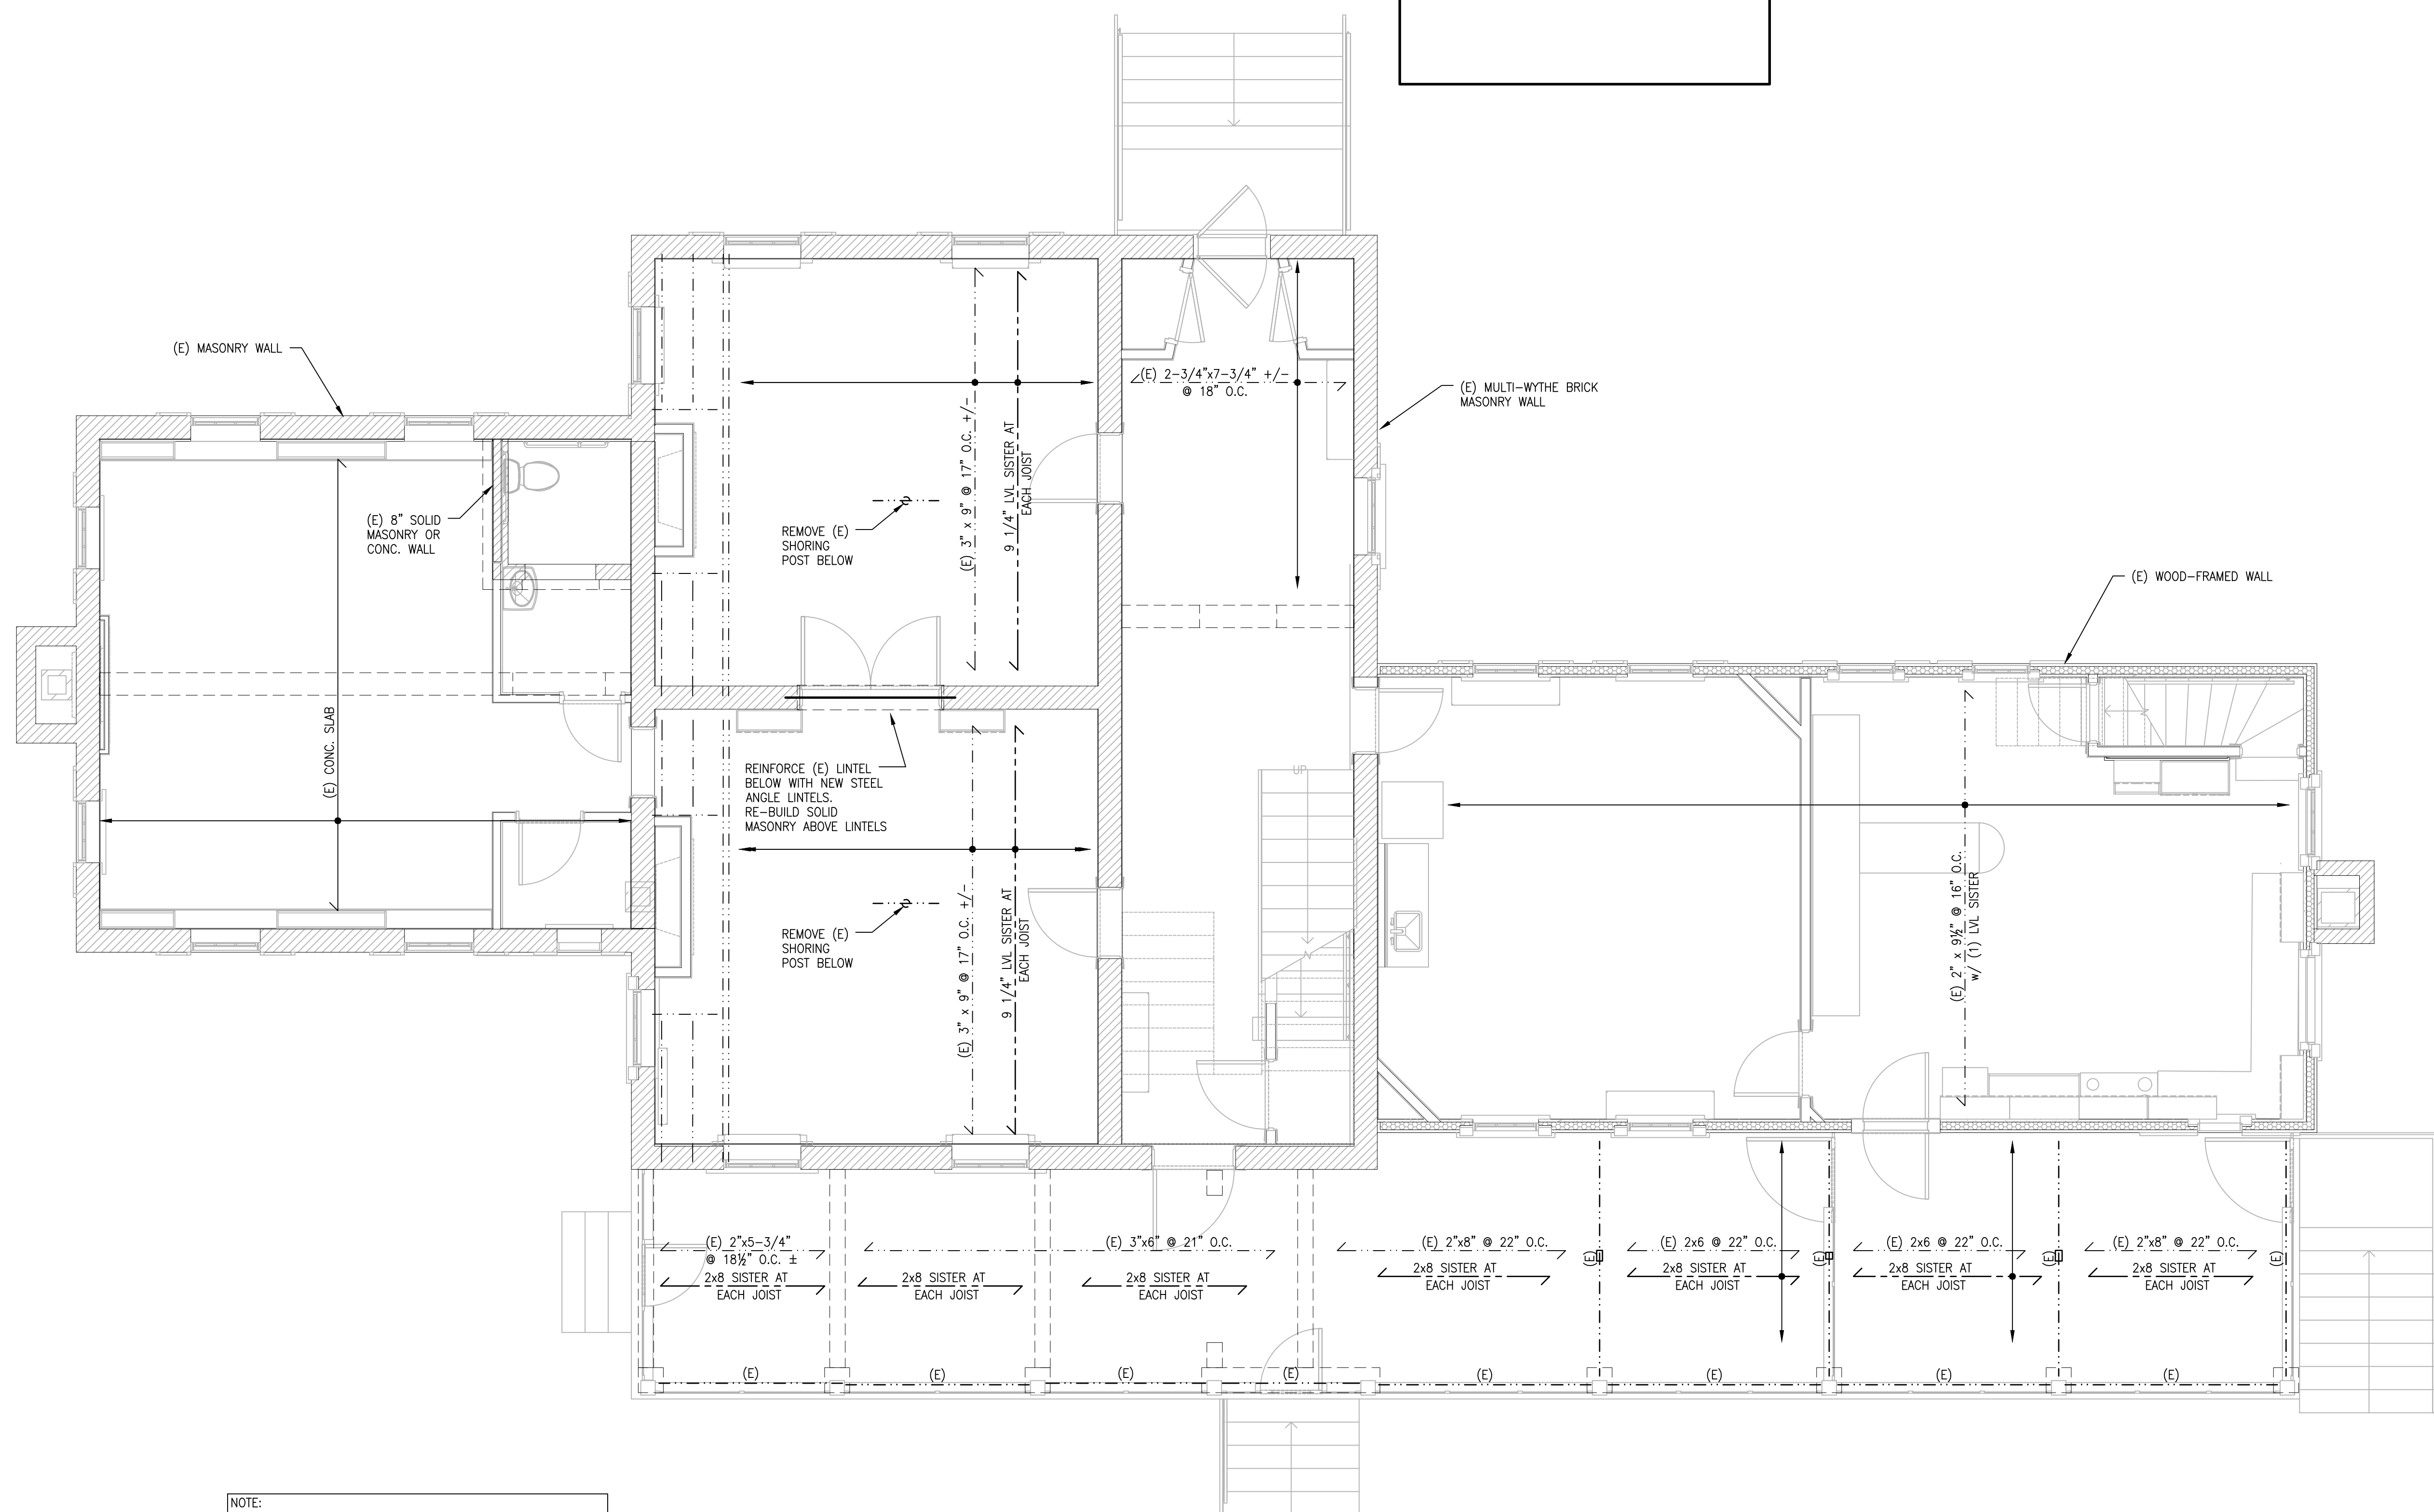 (E) MASONRY WALL
(E) 8" SOLID
MASONRY OR
CONC. WALL
(E) CONC. SLAB
REMOVE (E)
SHORING
POST BELOW
(E) 3" x 9" @ 17" O.C. +/-
9 1/4" LVL SISTER AT
EACH JOIST
(E) 2-3/4"x7-3/4" +/-
@ 18" O.C.
(E) MULTI-WYTHE BRICK
MASONRY WALL
(E) WOOD-FRAMED WALL
REINFORCE (E) LINTEL
BELOW WITH NEW STEEL
ANGLE LINTELS.
RE-BUILD SOLID
MASONRY ABOVE LINTELS
UP
REMOVE (E)
SHORING
POST BELOW
(E) 3" x 9" @ 17" O.C. +/-
9 1/4" LVL SISTER AT
EACH JOIST
(E) 2" x 9½" @ 16" O.C.
w/ (1) LVL SISTER
(E) 2"x5-3/4"
@ 18½" O.C. ±
2x8 SISTER AT
EACH JOIST
2x8 SISTER AT
EACH JOIST
(E) 3"x6" @ 21" O.C.
2x8 SISTER AT
EACH JOIST
(E) 2"x8" @ 22" O.C.
2x8 SISTER AT
EACH JOIST
(E)
(E) 2x6 @ 22" O.C.
2x8 SISTER AT
EACH JOIST
(E)
(E) 2x6 @ 22" O.C.
2x8 SISTER AT
EACH JOIST
(E)
(E) 2"x8" @ 22" O.C.
2x8 SISTER AT
EACH JOIST
(E)
(E)
(E)
(E)
(E)
(E)
(E)
(E)
(E)
NOTE: